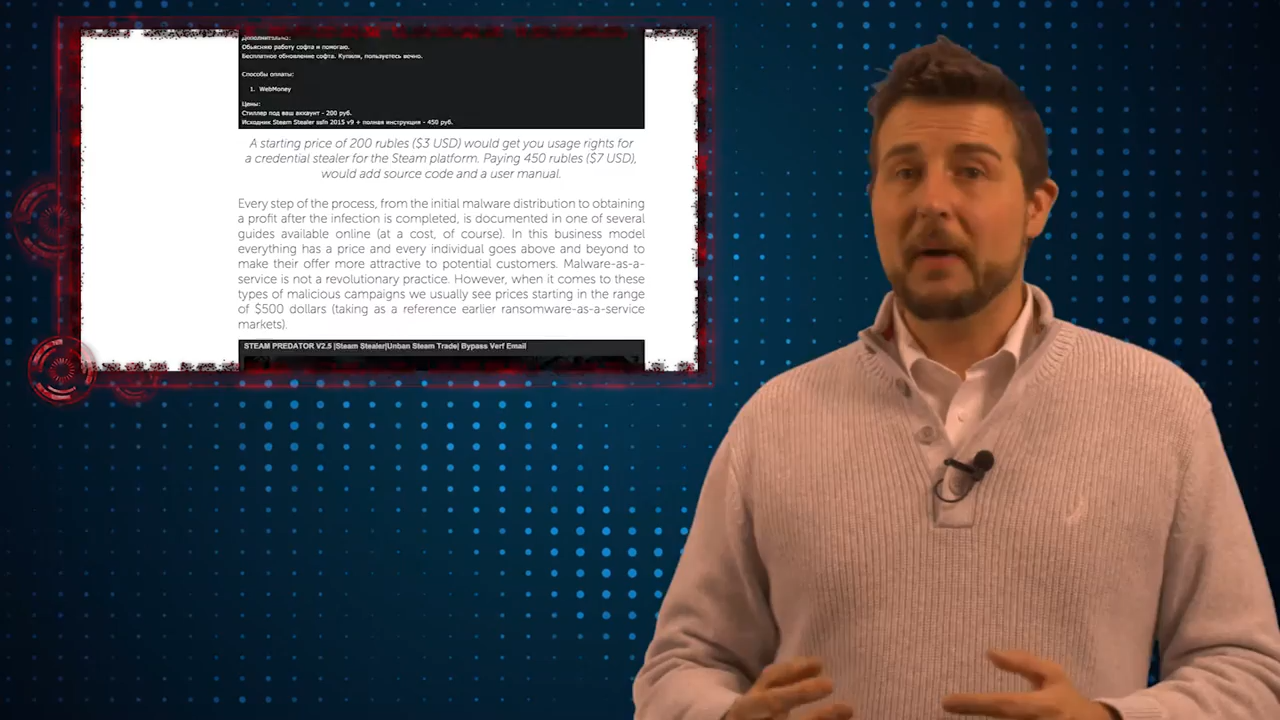 Объясняю работу софта и помогаю.
Бесплатное обновление софта. Купили, пользуетесь вечно.
Способы оплаты:
1. WebMoney
Цены:
Стиллер под ваш аккаунт - 200 руб.
Исходник Steam Stealer ssfn 2015 v9 + полная инструкция - 450 руб.
A starting price of 200 rubles ($3 USD) would get you usage rights for
a credential stealer for the Steam platform. Paying 450 rubles ($7 USD),
would add source code and a user manual.
Every step of the process, from the initial malware distribution to obtaining
a profit after the infection is completed, is documented in one of several
guides available online (at a cost, of course). In this business model
everything has a price and every individual goes above and beyond to
make their offer more attractive to potential customers. Malware-as-a-
service is not a revolutionary practice. However, when it comes to these
types of malicious campaigns we usually see prices starting in the range
of $500 dollars (taking as a reference earlier ransomware-as-a-service
markets).
STEAM PREDATOR V2.5 |Steam Stealer|Unban Steam Trade| Bypass Verf Email